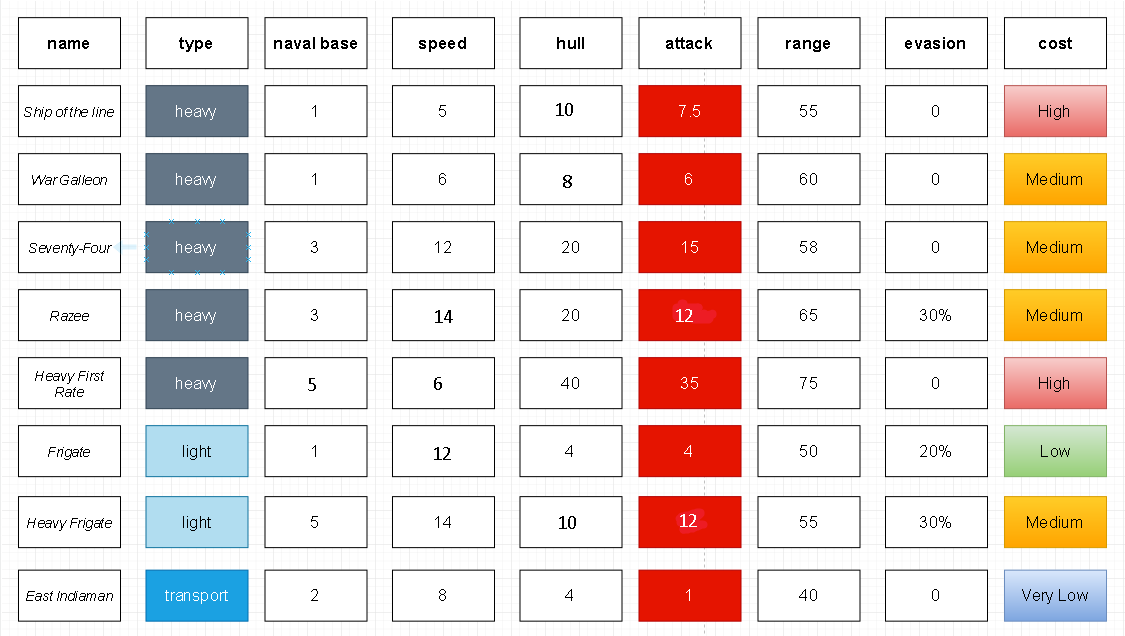 name type naval base speed hull attack range evasion cost
Ship of the line heavy 1 5 10 7.5 55 0 High
War Galleon heavy 1 6 8 6 60 0 Medium
Seventy-Four heavy 3 12 20 15 58 0 Medium
Razee heavy 3 14 20 12 65 30% Medium
Heavy First
Rate heavy 5 6 40 35 75 0 High
Frigate light 1 12 4 4 50 20% Low
Heavy Frigate light 5 14 10 12 55 30% Medium
East Indiaman transport 2 8 4 1 40 0 Very Low